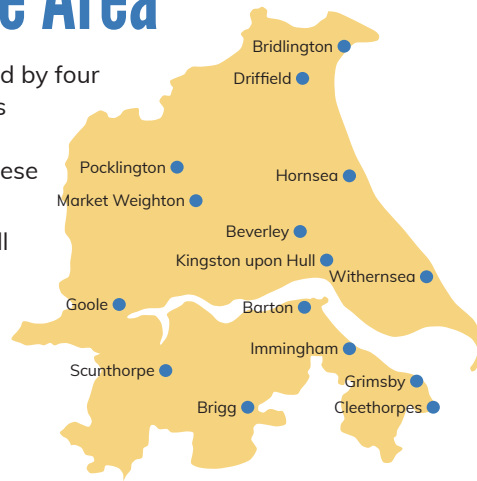 e Area
d by four
s
ese
ll
Bridlington
Driffield
Pocklington
Hornsea
Market Weighton
Beverley
Kingston upon Hull
Withernsea
Goole
Barton
Immingham
Scunthorpe
Grimsby
Brigg
Cleethorpes